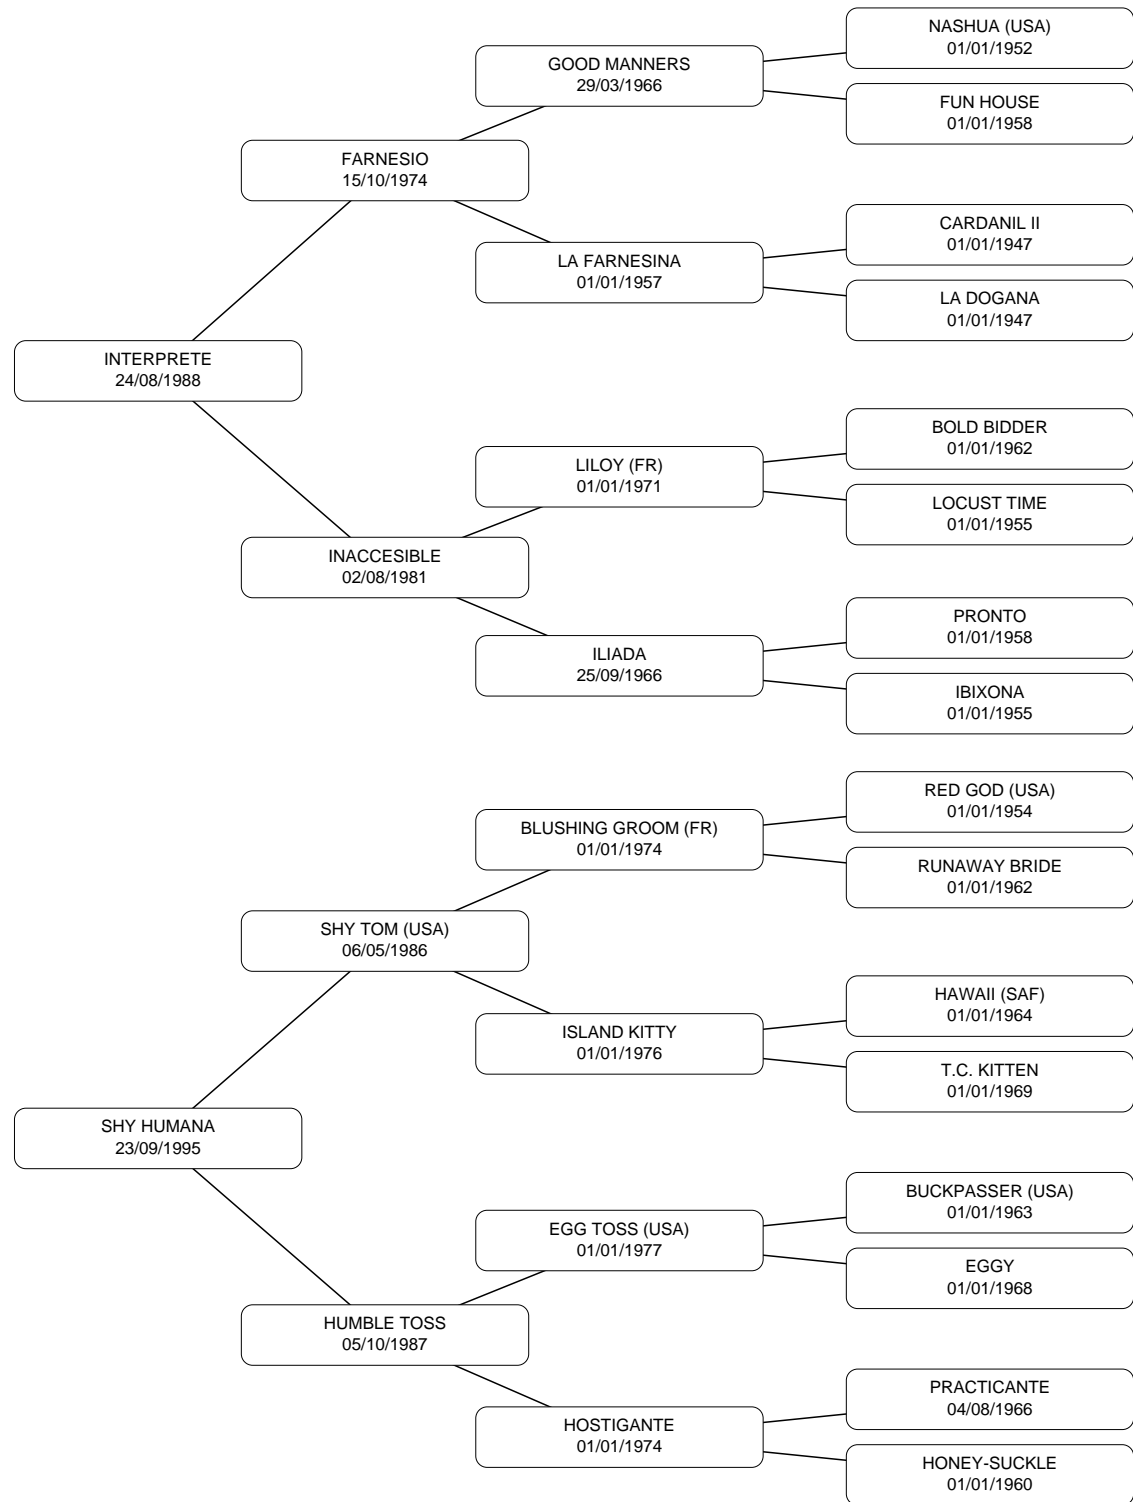 NASHUA (USA)
01/01/1952
GOOD MANNERS
29/03/1966
FUN HOUSE
01/01/1958
FARNESIO
15/10/1974
CARDANIL II
01/01/1947
LA FARNESINA
01/01/1957
LA DOGANA
01/01/1947
INTERPRETE
24/08/1988
BOLD BIDDER
01/01/1962
LILOY (FR)
01/01/1971
LOCUST TIME
01/01/1955
INACCESIBLE
02/08/1981
PRONTO
01/01/1958
ILIADA
25/09/1966
IBIXONA
01/01/1955
RED GOD (USA)
01/01/1954
BLUSHING GROOM (FR)
01/01/1974
RUNAWAY BRIDE
01/01/1962
SHY TOM (USA)
06/05/1986
HAWAII (SAF)
01/01/1964
ISLAND KITTY
01/01/1976
T.C. KITTEN
01/01/1969
SHY HUMANA
23/09/1995
BUCKPASSER (USA)
01/01/1963
EGG TOSS (USA)
01/01/1977
EGGY
01/01/1968
HUMBLE TOSS
05/10/1987
PRACTICANTE
04/08/1966
HOSTIGANTE
01/01/1974
HONEY-SUCKLE
01/01/1960